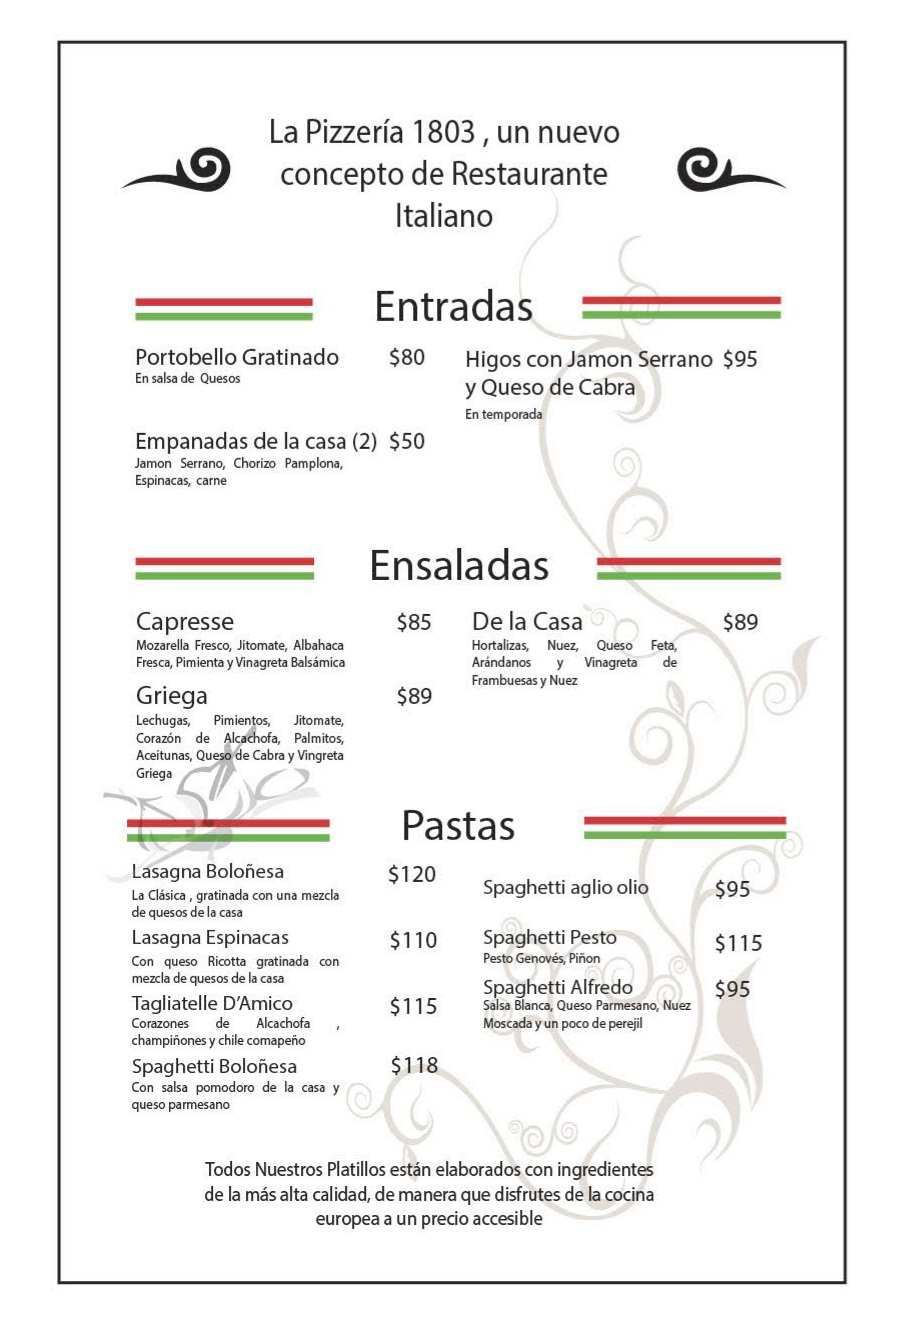 La Pizzería 1803 , un nuevo
concepto de Restaurante
Italiano
Entradas
Portobello Gratinado $80
En salsa de Quesos
Empanadas de la casa (2) $50
Jamon Serrano, Chorizo Pamplona,
Espinacas, carne
Higos con Jamon Serrano $95
y Queso de Cabra
En temporada
Ensaladas
Capresse $85
Mozarella Fresco, Jitomate, Albahaca
Fresca, Pimienta y Vinagreta Balsámica
Griega $89
Lechugas, Pimientos, Jitomate,
Corazón de Alcachofa, Palmitos,
Aceitunas, Queso de Cabra y Vingreta
Griega
De la Casa $89
Hortalizas, Nuez, Queso Feta,
Arándanos y Vinagreta de
Frambuesas y Nuez
Pastas
Lasagna Boloñesa $120
La Clásica , gratinada con una mezcla
de quesos de la casa
Lasagna Espinacas $110
Con queso Ricotta gratinada con
mezcla de quesos de la casa
Tagliatelle D’Amico $115
Corazones de Alcachofa ,
champiñones y chile comapeño
Spaghetti Boloñesa $118
Con salsa pomodoro de la casa y
queso parmesano
Spaghetti aglio olio $95
Spaghetti Pesto $115
Pesto Genovés, Piñon
Spaghetti Alfredo $95
Salsa Blanca, Queso Parmesano, Nuez
Moscada y un poco de perejil
Todos Nuestros Platillos están elaborados con ingredientes
de la más alta calidad, de manera que disfrutes de la cocina
europea a un precio accesible